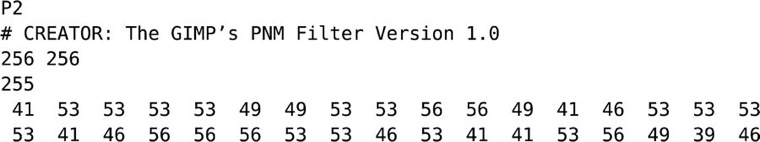 P2
# CREATOR: The GIMP’s PNM Filter Version 1.0
256 256
255
41 53 53 53 53 49 49 53 53 56 56 49 41 46 53 53 53
53 41 46 56 56 56 53 53 46 53 41 41 53 56 49 39 46